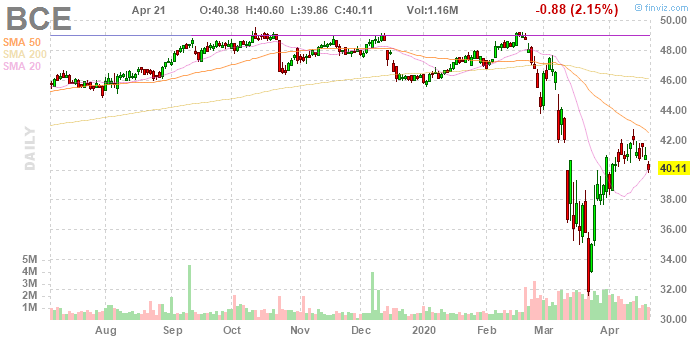 BCE Apr 21 O:40.38 H:40.60 L:39.86 C:40.11 Vol:1.16M -0.88 (2.15%) © finviz.com
SMA 50
SMA 200
SMA 20
DAILY
50.00
48.00
46.00
44.00
42.00
40.11
38.00
36.00
34.00
32.00
30.00
5M
4M
3M
2M
1M
Aug Sep Oct Nov Dec 2020 Feb Mar Apr